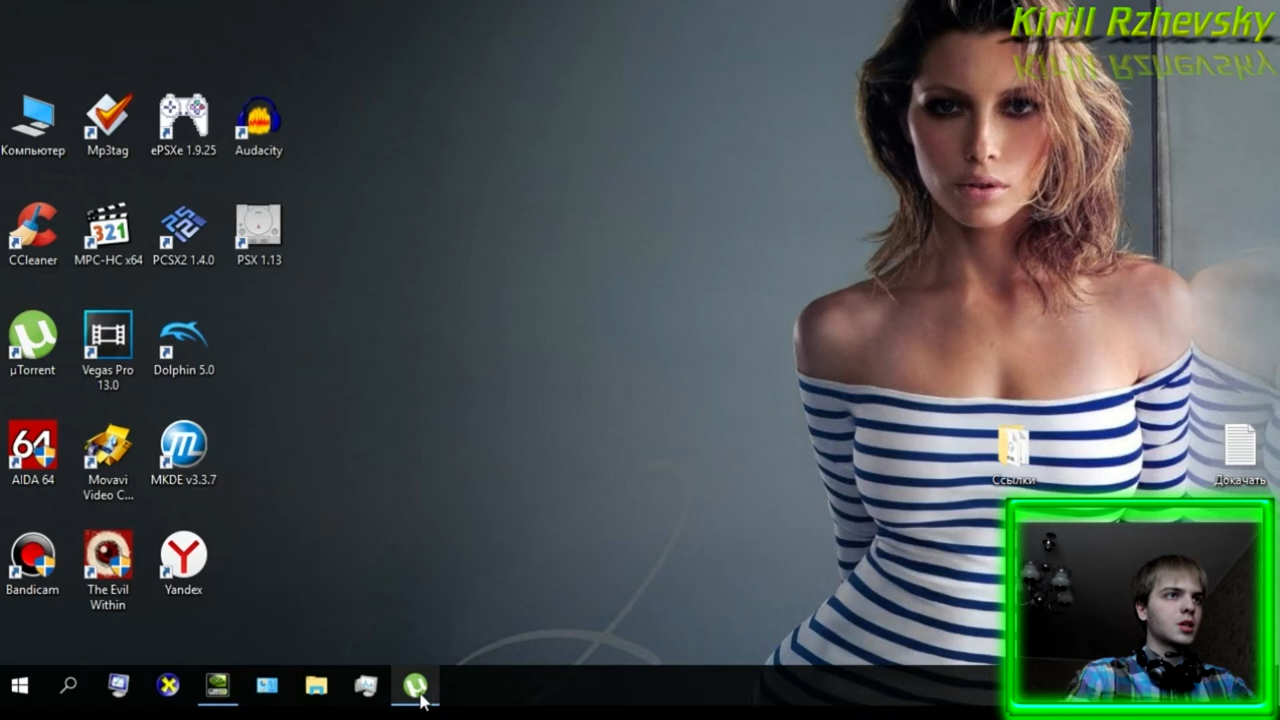 Kirill Rzhevsky
Компьютер
Mp3tag
ePSXe 1.9.25
Audacity
CCleaner
321
MPC-HC x64
PCSX2 1.4.0
PSX 1.13
µTorrent
Vegas Pro
13.0
Dolphin 5.0
64
AIDA 64
Movavi
Video C...
MKDE v3.3.7
Bandicam
The Evil
Within
Yandex
Ссылки
Докачать